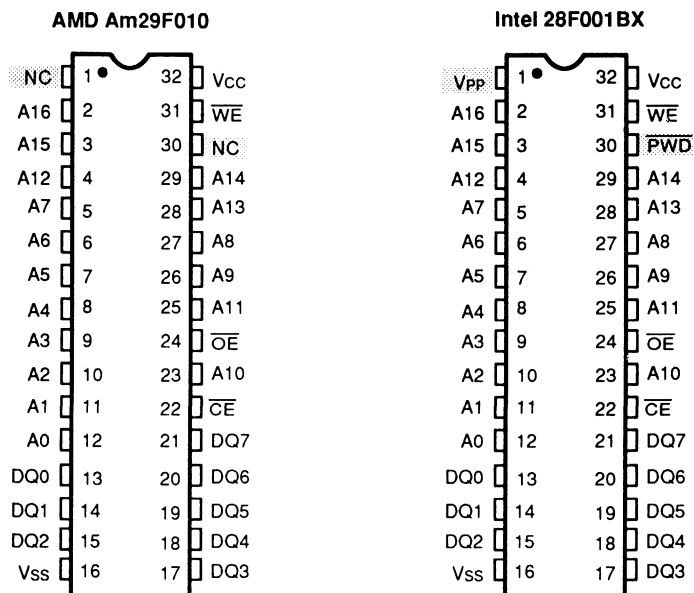 AMD Am29F010
Intel 28F001BX
NC 1 32 VCC
A16 2 31 WE
A15 3 30 NC
A12 4 29 A14
A7 5 28 A13
A6 6 27 A8
A5 7 26 A9
A4 8 25 A11
A3 9 24 OE
A2 10 23 A10
A1 11 22 CE
A0 12 21 DQ7
DQ0 13 20 DQ6
DQ1 14 19 DQ5
DQ2 15 18 DQ4
VSS 16 17 DQ3
VPP 1 32 VCC
A16 2 31 WE
A15 3 30 PWD
A12 4 29 A14
A7 5 28 A13
A6 6 27 A8
A5 7 26 A9
A4 8 25 A11
A3 9 24 OE
A2 10 23 A10
A1 11 22 CE
A0 12 21 DQ7
DQ0 13 20 DQ6
DQ1 14 19 DQ5
DQ2 15 18 DQ4
VSS 16 17 DQ3